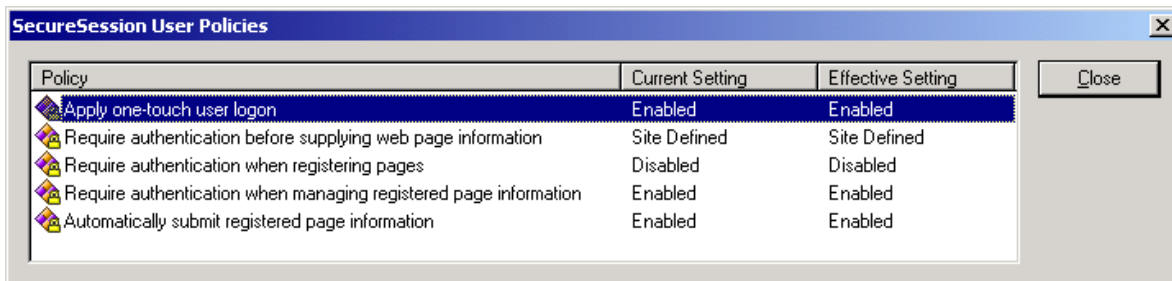 SecureSession User Policies
Policy Current Setting Effective Setting Close
Apply one-touch user logon Enabled Enabled
Require authentication before supplying web page information Site Defined Site Defined
Require authentication when registering pages Disabled Disabled
Require authentication when managing registered page information Enabled Enabled
Automatically submit registered page information Enabled Enabled